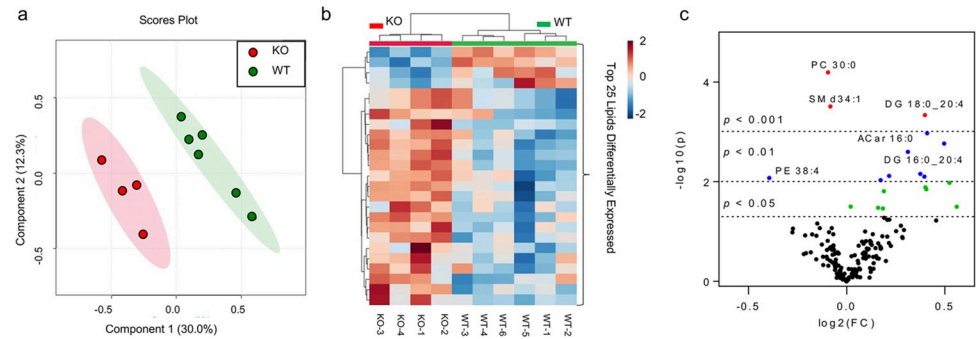 a
Scores Plot
KO
WT
0.5
0.0
-0.5
Component 2 (12.3%)
-0.5
0.0
0.5
Component 1 (30.0%)
b
KO
WT
2
1
0
-1
-2
Top 25 Lipids Differentially Expressed
KO-3
KO-4
KO-1
KO-2
WT-3
WT-4
WT-6
WT-5
WT-1
WT-2
c
PC 30:0
SM d34:1
DG 18:0_20:4
p < 0.001
ACar 16:0
p < 0.01
DG 16:0_20:4
PE 38:4
p < 0.05
4
2
0
-log10(p)
-0.5
0.0
0.5
log2(FC)